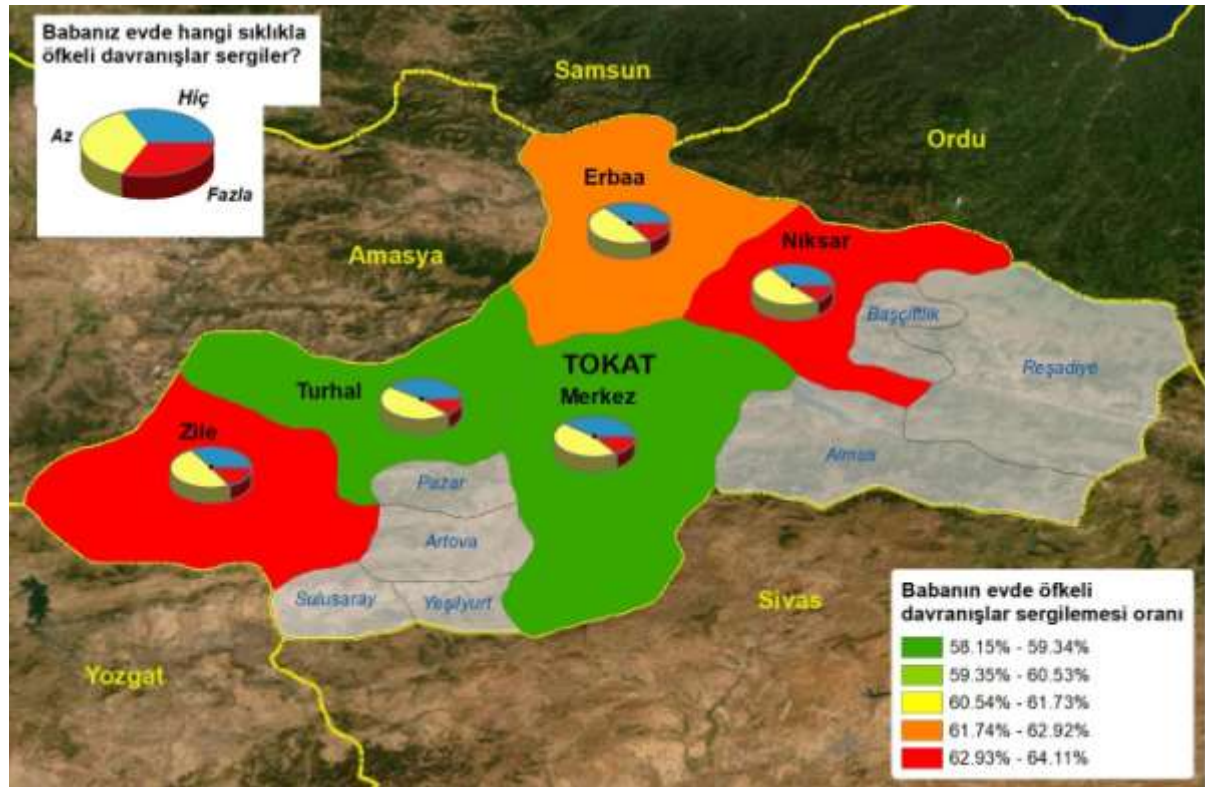 Babanız evde hangi sıklıkla
öfkeli davranışlar sergiler?
Hiç
Az
Fazla
Samsun
Ordu
Erbaa
Amasya
Niksar
Başçiftlik
Reşadiye
TOKAT
Merkez
Turhal
Zile
Almus
Pazar
Artova
Sulusaray
Yeşilyurt
Sivas
Yozgat
Babanın evde öfkeli
davranışlar sergilemesi oranı
58.15% - 59.34%
59.35% - 60.53%
60.54% - 61.73%
61.74% - 62.92%
62.93% - 64.11%